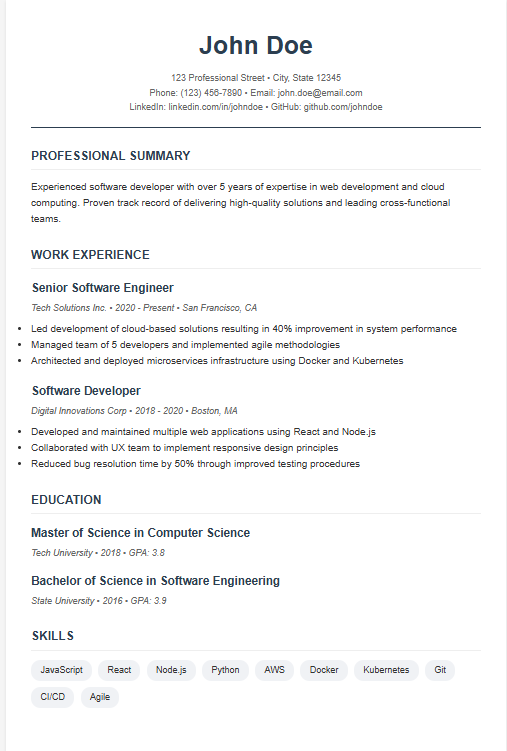 John Doe
123 Professional Street • City, State 12345
Phone: (123) 456-7890 • Email: john.doe@email.com
LinkedIn: linkedin.com/in/johndoe • GitHub: github.com/johndoe
PROFESSIONAL SUMMARY
Experienced software developer with over 5 years of expertise in web development and cloud
computing. Proven track record of delivering high-quality solutions and leading cross-functional
teams.
WORK EXPERIENCE
Senior Software Engineer
Tech Solutions Inc. • 2020 - Present • San Francisco, CA
• Led development of cloud-based solutions resulting in 40% improvement in system performance
• Managed team of 5 developers and implemented agile methodologies
• Architected and deployed microservices infrastructure using Docker and Kubernetes
Software Developer
Digital Innovations Corp • 2018 - 2020 • Boston, MA
• Developed and maintained multiple web applications using React and Node.js
• Collaborated with UX team to implement responsive design principles
• Reduced bug resolution time by 50% through improved testing procedures
EDUCATION
Master of Science in Computer Science
Tech University • 2018 • GPA: 3.8
Bachelor of Science in Software Engineering
State University • 2016 • GPA: 3.9
SKILLS
JavaScript React Node.js Python AWS Docker Kubernetes Git
CI/CD Agile